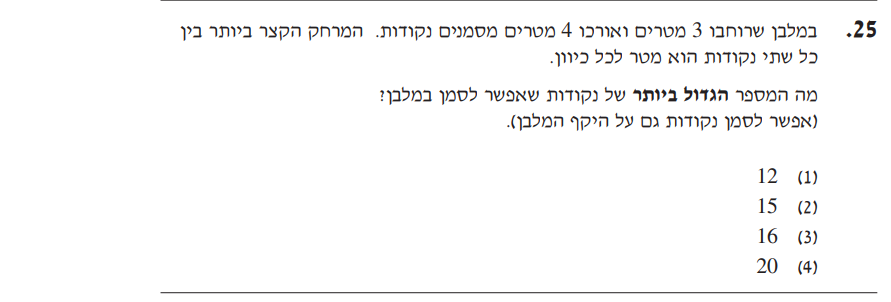 25. במלבן שרוחבו 3 מטרים ואורכו 4 מטרים מסמנים נקודות. המרחק הקצר ביותר בין
כל שתי נקודות הוא מטר לכל כיוון.
מה המספר הגדול ביותר של נקודות שאפשר לסמן במלבן?
(אפשר לסמן נקודות גם על היקף המלבן).
(1) 12
(2) 15
(3) 16
(4) 20